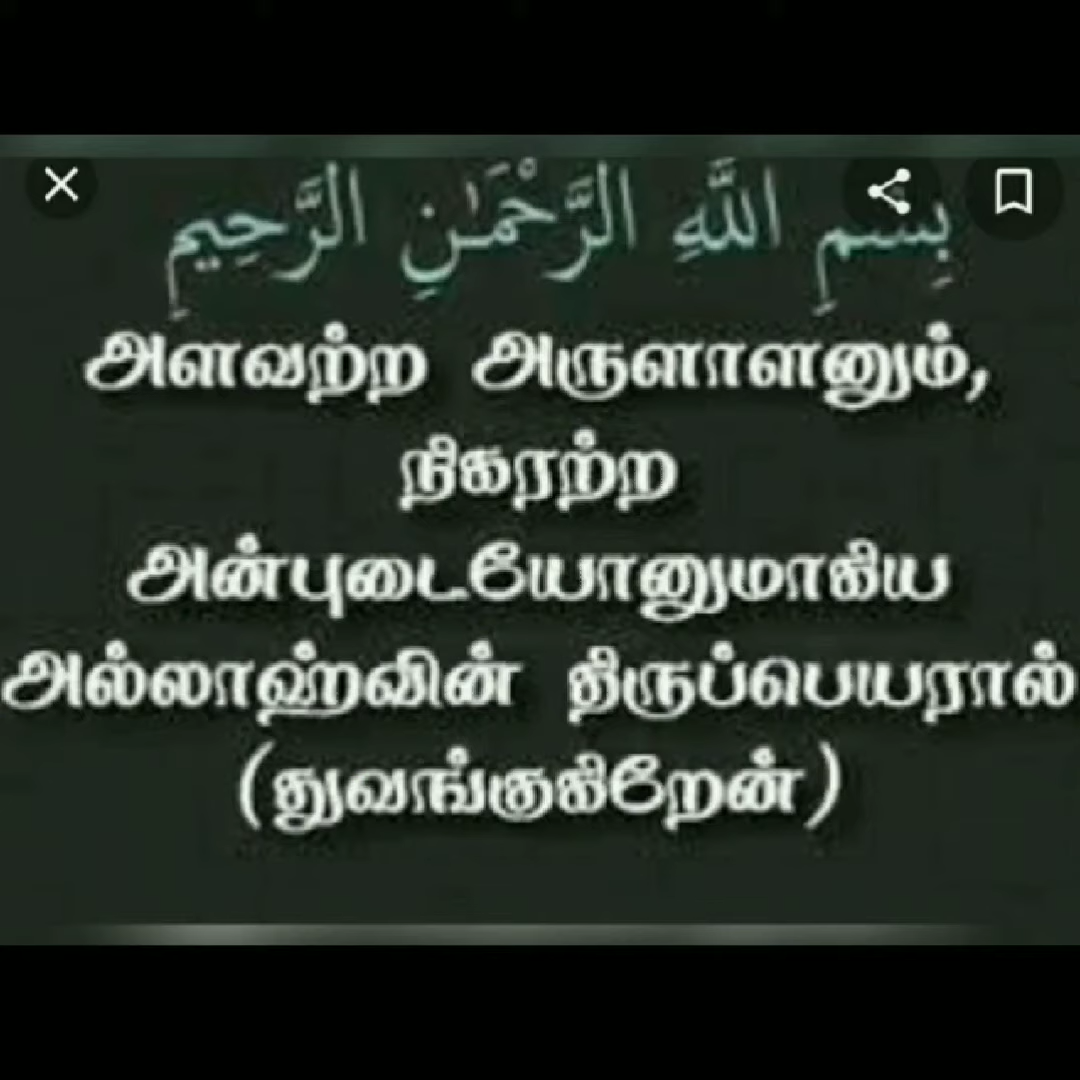 بِسْمِ اللَّهِ الرَّحْمَٰنِ الرَّحِيمِ
அளவற்ற அருளாளனும்,
நிகரற்ற
அன்புடையோனுமாகிய
அல்லாஹ்வின் திருப்பெயரால்
(துவங்குகிறேன்)